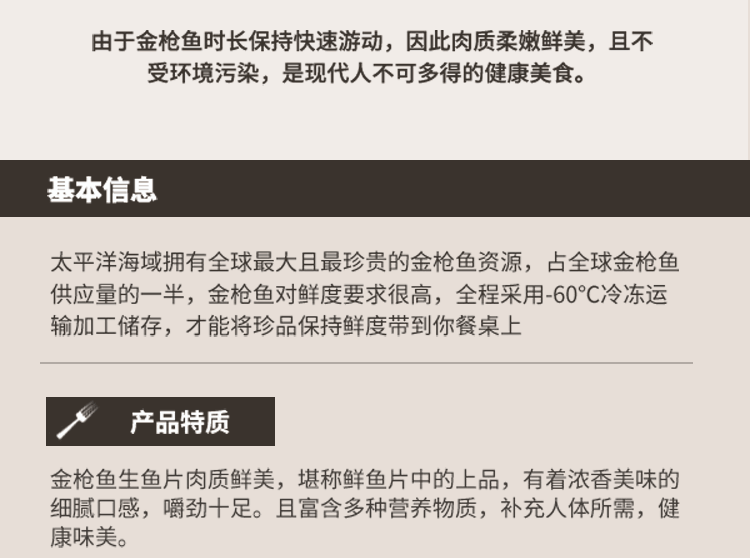 由于金枪鱼时长保持快速游动，因此肉质柔嫩鲜美，且不
受环境污染，是现代人不可多得的健康美食。
基本信息
太平洋海域拥有全球最大且最珍贵的金枪鱼资源，占全球金枪鱼
供应量的一半，金枪鱼对鲜度要求很高，全程采用-60℃冷冻运
输加工储存，才能将珍品保持鲜度带到你餐桌上
产品特质
金枪鱼生鱼片肉质鲜美，堪称鲜鱼片中的上品，有着浓香美味的
细腻口感，嚼劲十足。且富含多种营养物质，补充人体所需，健
康味美。